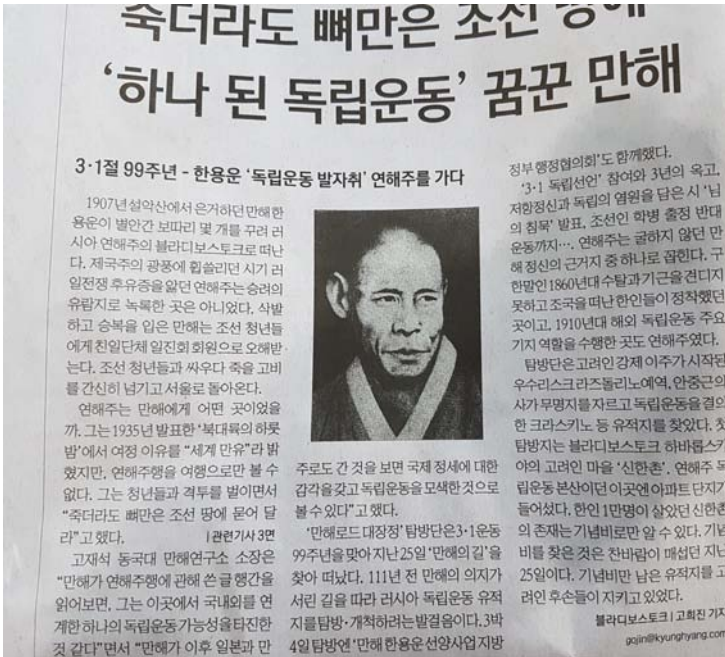 죽더라도 뼈만은 조선 땅에
‘하나 된 독립운동’ 꿈꾼 만해
3·1절 99주년 - 한용운 ‘독립운동 발자취’ 연해주를 가다
1907년 설악산에서 은거하던 만해 한
용운이 별안간 보따리 몇 개를 꾸려 러
시아 연해주의 블라디보스토크로 떠난
다. 제국주의 광풍에 휩쓸리던 시기 러
일전쟁 후유증을 앓던 연해주는 승려의
유람지로 녹록한 곳은 아니었다. 삭발
하고 승복을 입은 만해는 조선 청년들
에게 친일단체 일진회 회원으로 오해받
는다. 조선 청년들과 싸우다 죽을 고비
를 간신히 넘기고 서울로 돌아온다.
연해주는 만해에게 어떤 곳이었을
까. 그는 1935년 발표한 ‘북대륙의 하룻
밤’에서 여정 이유를 “세계 만유”라 밝
혔지만, 연해주행을 여행으로만 볼 수
없다. 그는 청년들과 격투를 벌이면서
“죽더라도 뼈만은 조선 땅에 묻어 달
라”고 했다. |관련기사 3면
고재석 동국대 만해연구소 소장은
“만해가 연해주행에 관해 쓴 글 행간을
읽어보면, 그는 이곳에서 국내외를 연
계한 하나의 독립운동 가능성을 타진한
것 같다”면서 “만해가 이후 일본과 만
주로도 간 것을 보면 국제 정세에 대한
감각을 갖고 독립운동을 모색한 것으로
볼 수 있다”고 했다.
‘만해로드 대장정’ 탐방단은 3·1운동
99주년을 맞아 지난 25일 ‘만해의 길’을
찾아 떠났다. 111년 전 만해의 의지가
서린 길을 따라 러시아 독립운동 유적
지를 탐방·개척하려는 발걸음이다. 3박
4일 탐방엔 ‘만해 한용운 선양사업 지방
정부 행정협의회’도 함께했다.
‘3·1 독립선언’ 참여와 3년의 옥고,
저항정신과 독립의 염원을 담은 시 ‘님
의 침묵’ 발표, 조선인 학병 출정 반대
운동까지…. 연해주는 굴하지 않던 만
해 정신의 근거지 중 하나로 꼽힌다. 구
한말인 1860년대 수탈과 기근을 견디지
못하고 조국을 떠난 한인들이 정착했던
곳이고, 1910년대 해외 독립운동 주요
기지 역할을 수행한 곳도 연해주였다.
탐방단은 고려인 강제 이주가 시작된
우수리스크 라즈돌리노예역, 안중근 의
사가 무명지를 자르고 독립운동을 결의
한 크라스키노 등 유적지를 찾았다. 첫
탐방지는 블라디보스토크 하바롭스카
야의 고려인 마을 ‘신한촌’. 연해주 독
립운동 본산이던 이곳엔 아파트 단지가
들어섰다. 한인 1만명이 살았던 신한촌
의 존재는 기념비로만 알 수 있다. 기념
비를 찾은 것은 찬바람이 매섭던 지난
25일이다. 기념비만 남은 유적지를 고
려인 후손들이 지키고 있었다.
블라디보스토크 | 고희진 기자
gojin@kyunghyang.com